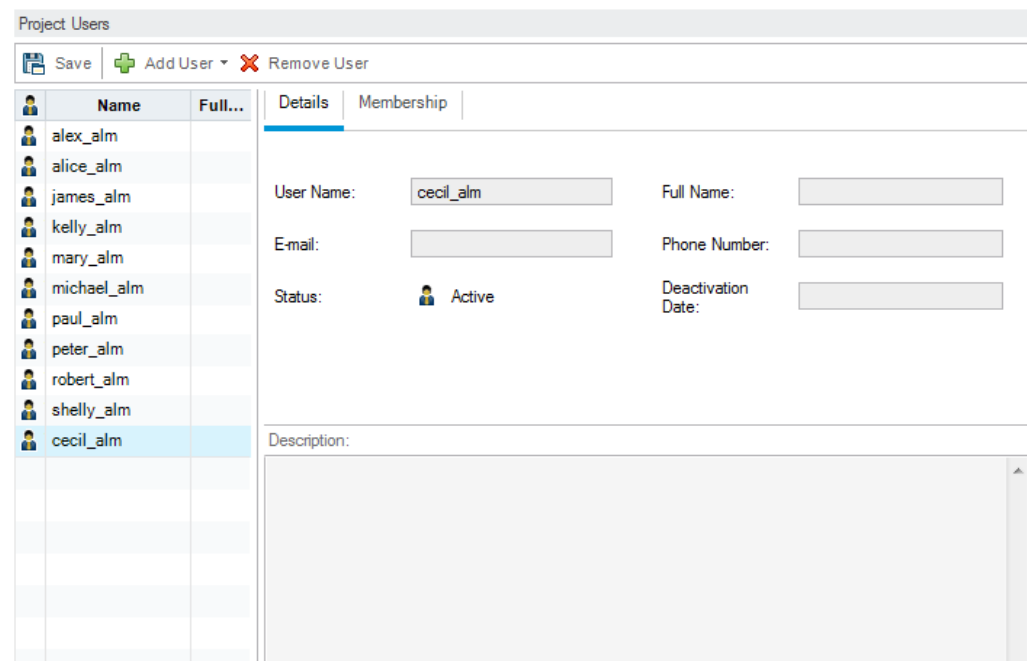 Project Users
Save Add User Remove User
Name Full...
alex_alm
alice_alm
james_alm
kelly_alm
mary_alm
michael_alm
paul_alm
peter_alm
robert_alm
shelly_alm
cecil_alm
Details Membership
User Name: cecil_alm Full Name:
E-mail: Phone Number:
Status: Active Deactivation
Date:
Description: